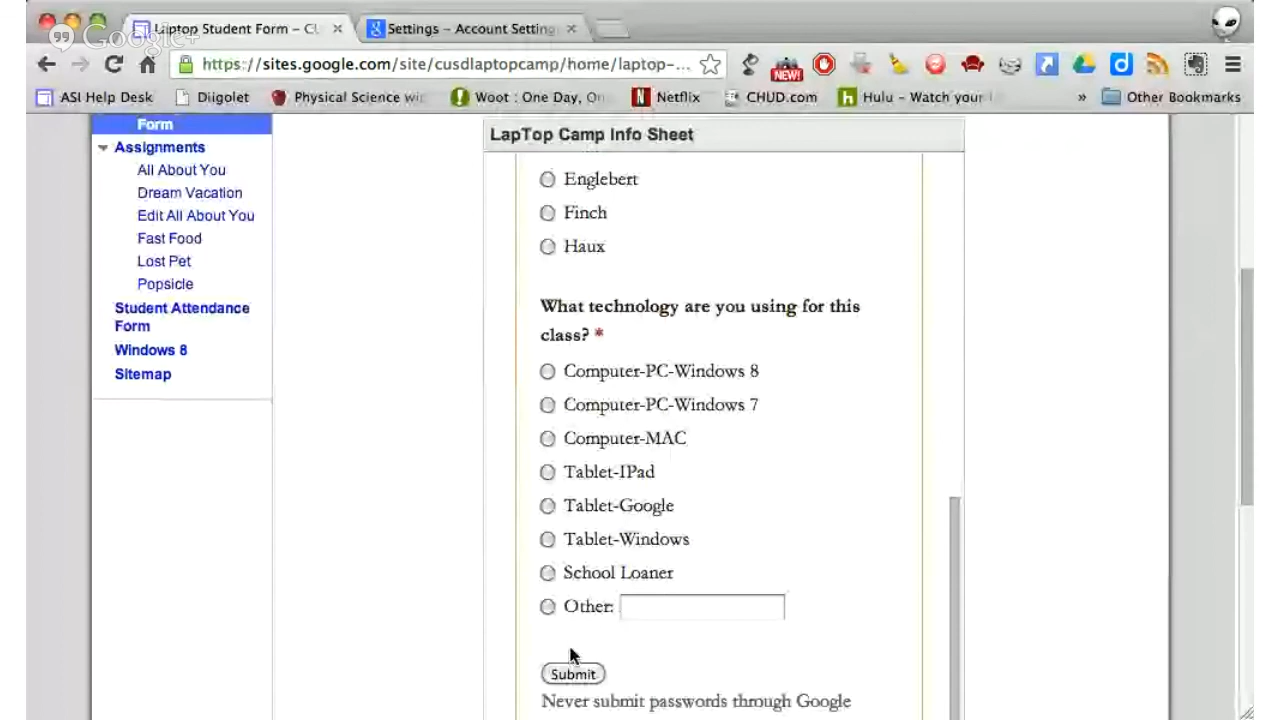 Google+
Laptop Student Form – CU
Settings – Account Setting
https://sites.google.com/site/cusdlaptopcamp/home/laptop-...
NEW!
ASI Help Desk
Diigolet
Physical Science wit
Woot : One Day, On
Netflix
CHUD.com
Hulu – Watch your
»
Other Bookmarks
Form
Assignments
All About You
Dream Vacation
Edit All About You
Fast Food
Lost Pet
Popsicle
Student Attendance
Form
Windows 8
Sitemap
LapTop Camp Info Sheet
Englebert
Finch
Haux
What technology are you using for this
class? *
Computer-PC-Windows 8
Computer-PC-Windows 7
Computer-MAC
Tablet-IPad
Tablet-Google
Tablet-Windows
School Loaner
Other:
Submit
Never submit passwords through Google